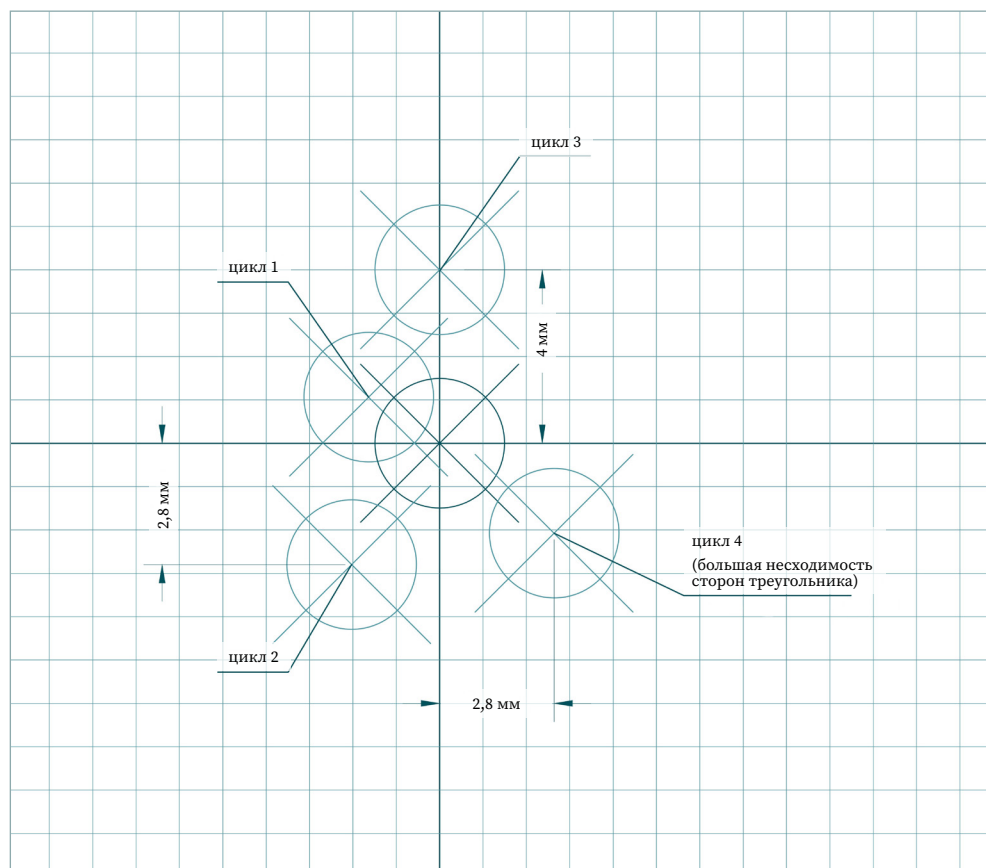 цикл 3
цикл 1
4 мм
2,8 мм
цикл 4
(большая несходимость
сторон треугольника)
цикл 2
2,8 мм